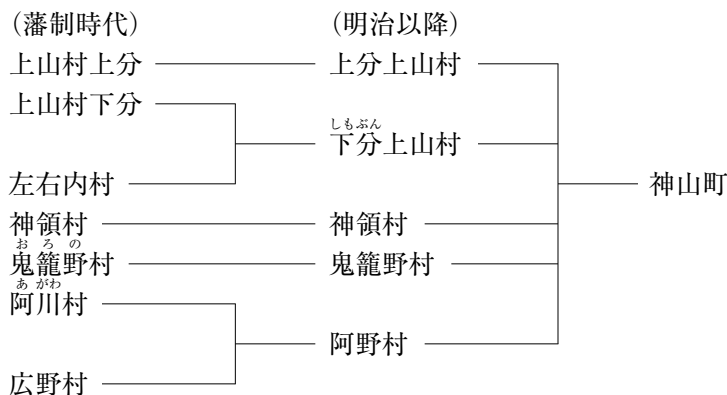 (藩制時代) (明治以降)
上山村上分 上分上山村
上山村下分
しもぶん
下分上山村
左右内村 神山町
神領村 神領村
おろの
鬼籠野村 鬼籠野村
あがわ
阿川村
阿野村
広野村